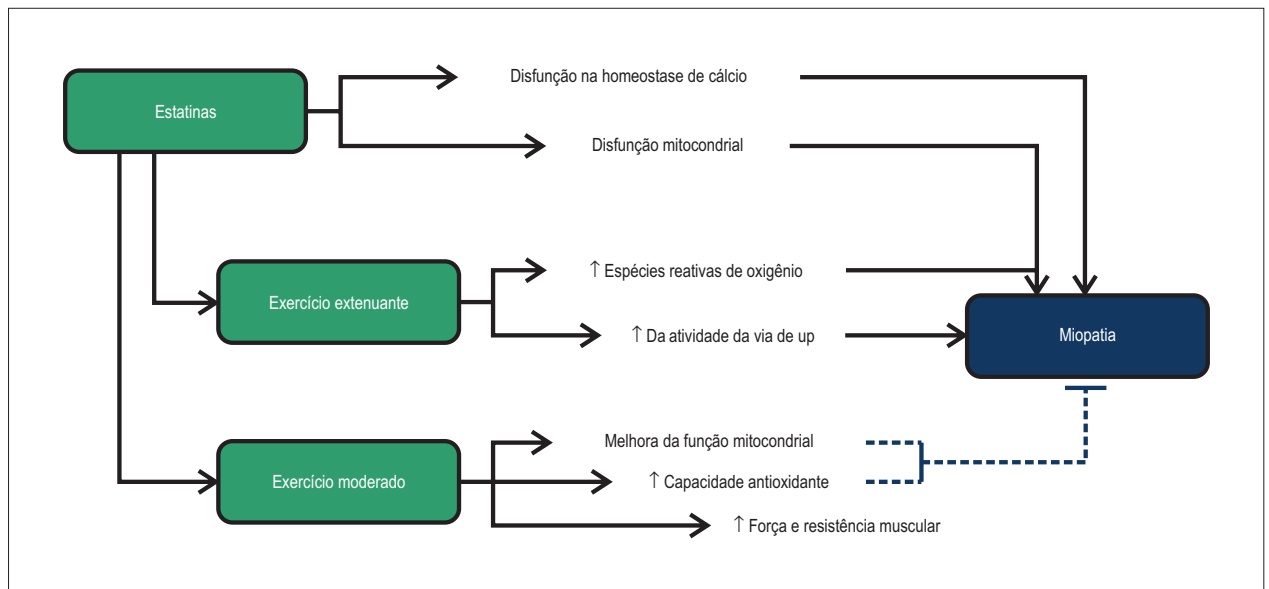 Estatinas
Disfunção na homeostase de cálcio
Disfunção mitocondrial
Exercício extenuante
↑ Espécies reativas de oxigênio
↑ Da atividade da via de up
Miopatia
Exercício moderado
Melhora da função mitocondrial
↑ Capacidade antioxidante
↑ Força e resistência muscular